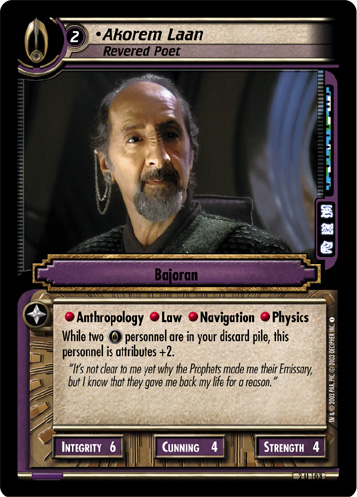 2
•Akorem Laan
Revered Poet
Bajoran
•Anthropology •Law •Navigation •Physics
While two personnel are in your discard pile, this
personnel is attributes +2.
"It's not clear to me yet why the Prophets made me their Emissary,
but I know that they gave me back my life for a reason."
INTEGRITY 6 CUNNING 4 STRENGTH 4
2 U 103